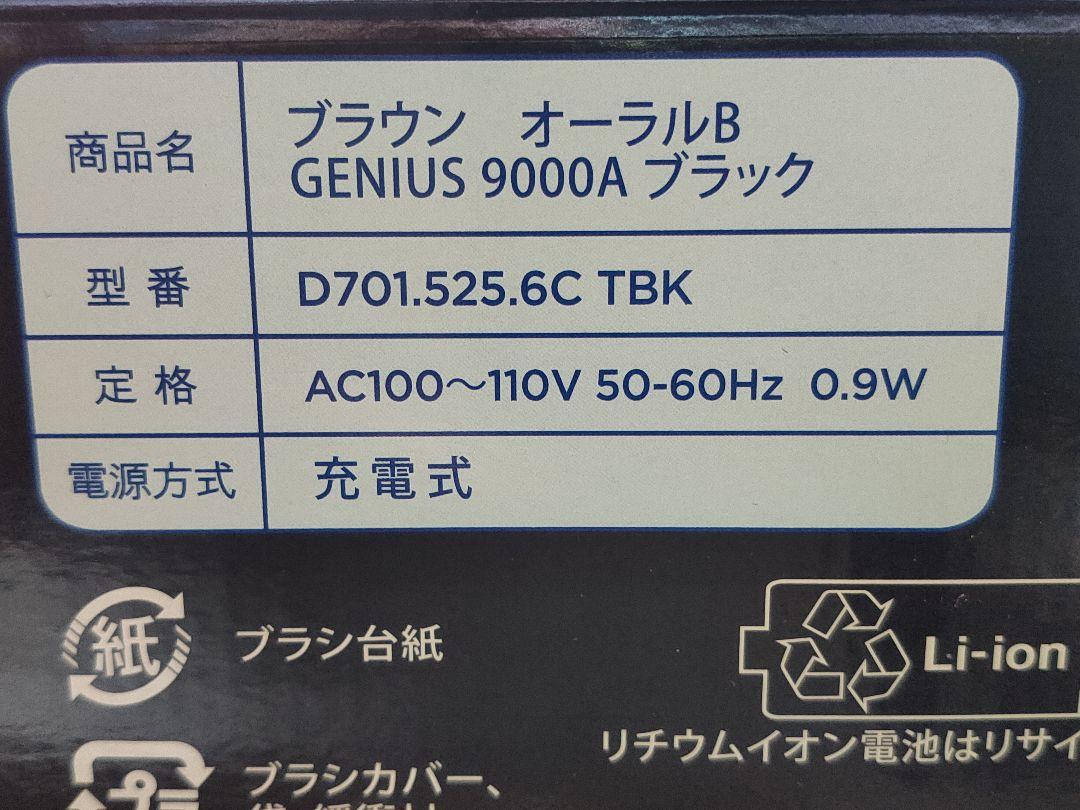 商品名
ブラウン　オーラルB
GENIUS 9000A ブラック
型番
D701.525.6C TBK
定格
AC100～110V 50-60Hz 0.9W
電源方式
充電式
紙
ブラシ台紙
Li-ion
リチウムイオン電池はリサイ
プ
ブラシカバー、